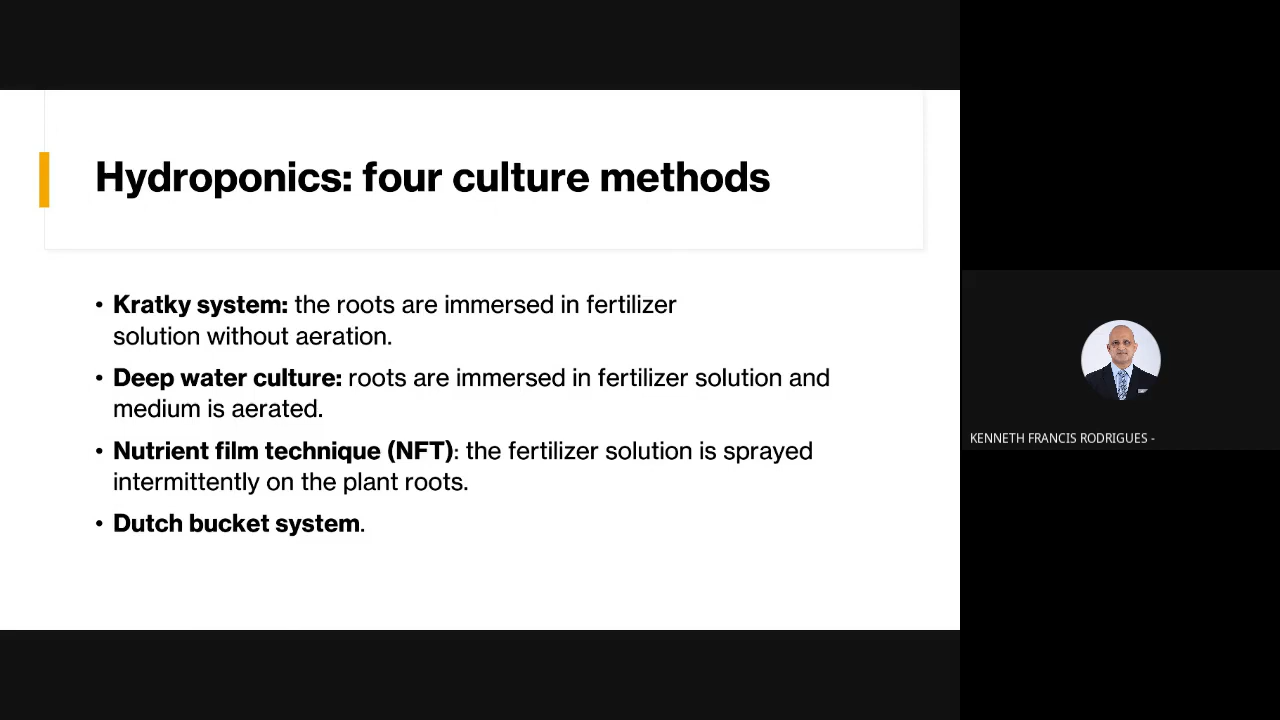 Hydroponics: four culture methods
• Kratky system: the roots are immersed in fertilizer
solution without aeration.
• Deep water culture: roots are immersed in fertilizer solution and
medium is aerated.
• Nutrient film technique (NFT): the fertilizer solution is sprayed
intermittently on the plant roots.
• Dutch bucket system.
KENNETH FRANCIS RODRIGUES -